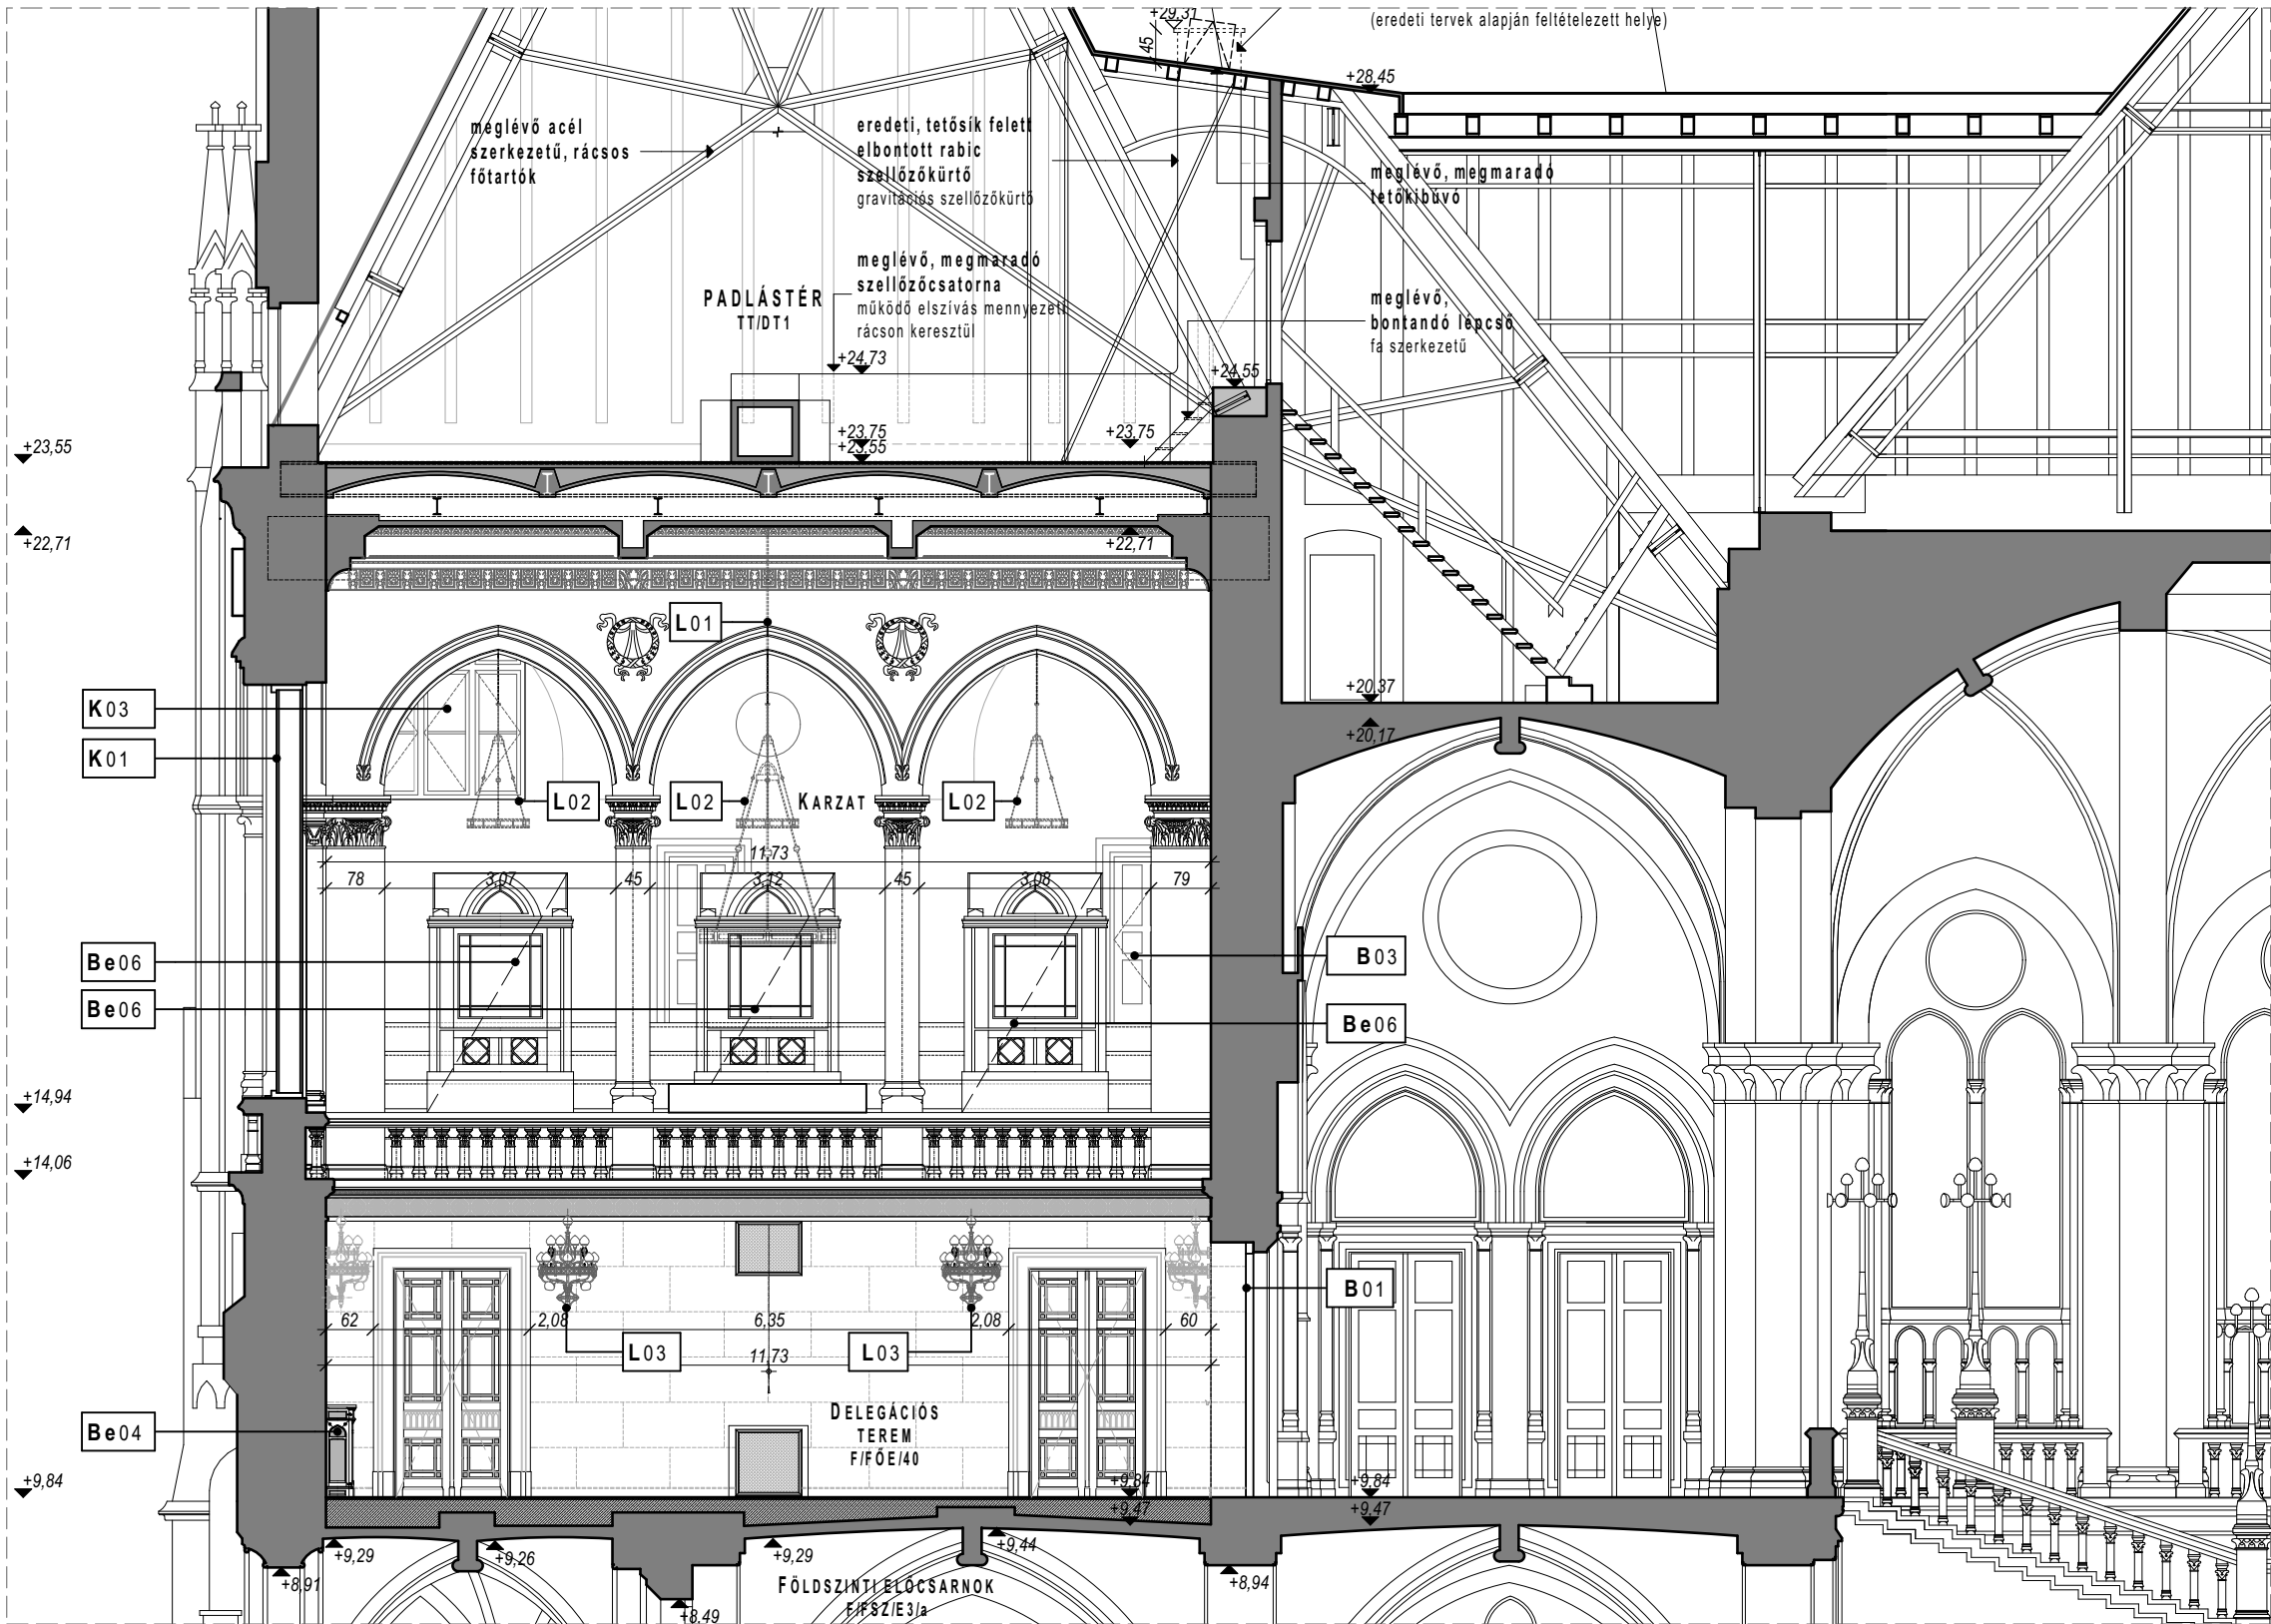 +29,31
(eredeti tervek alapján feltételezett helye)
45
+28,45
meglévő acél
szerkezetű, rácsos
főtartók
eredeti, tetősík felett
elbontott rabic
szellőzőkürtő
gravitációs szellőzőkürtő
meglévő, megmaradó
tetőkibúvó
meglévő, megmaradó
szellőzőcsatorna
működő elszívás mennyezeti
rácson keresztül
PADLÁSTÉR
TT/DT1
meglévő,
bontandó lépcső
fa szerkezetű
+24,73
+24,55
+23,75
+23,55
+23,75
+23,55
+22,71
+22,71
L01
K03
K01
+20,37
+20,17
L02
L02
KARZAT
L02
11,73
78
3,07
45
3,12
45
3,08
79
Be06
Be06
B03
Be06
+14,94
+14,06
B01
62
2,08
6,35
2,08
60
L03
11,73
L03
DELEGÁCIÓS
TEREM
F/FŐE/40
Be04
+9,84
+9,84
+9,84
+9,47
+9,47
+9,29
+9,26
+9,29
+9,44
+8,91
+8,94
+8,49
FÖLDSZINTI ELŐCSARNOK
F/FSZ/E3/a